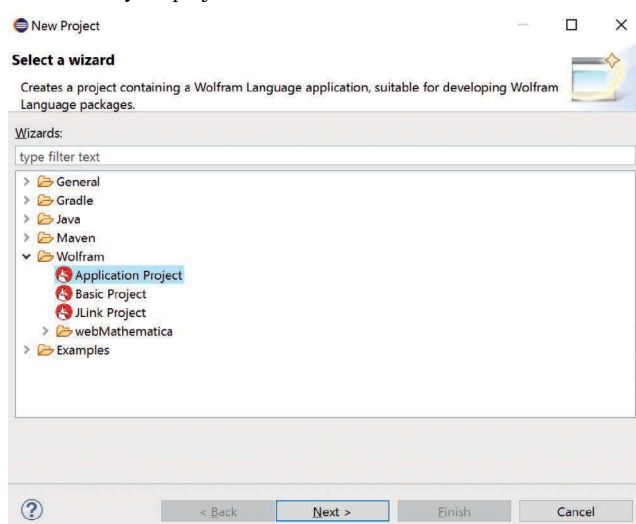 New Project
Select a wizard
Creates a project containing a Wolfram Language application, suitable for developing Wolfram
Language packages.
Wizards:
type filter text
General
Gradle
Java
Maven
Wolfram
Application Project
Basic Project
JLink Project
webMathematica
Examples
< Back Next > Finish Cancel